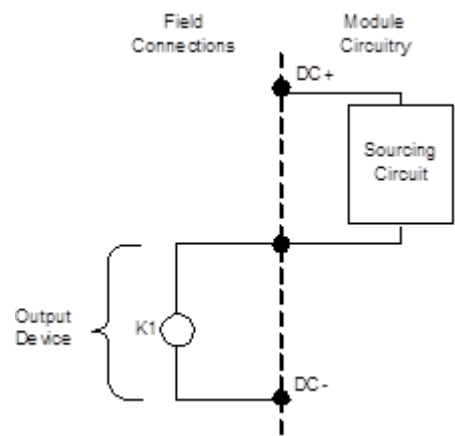 Field
Connections
Module
Circuitry
DC+
Sourcing
Circuit
Output
Device
K1
DC-